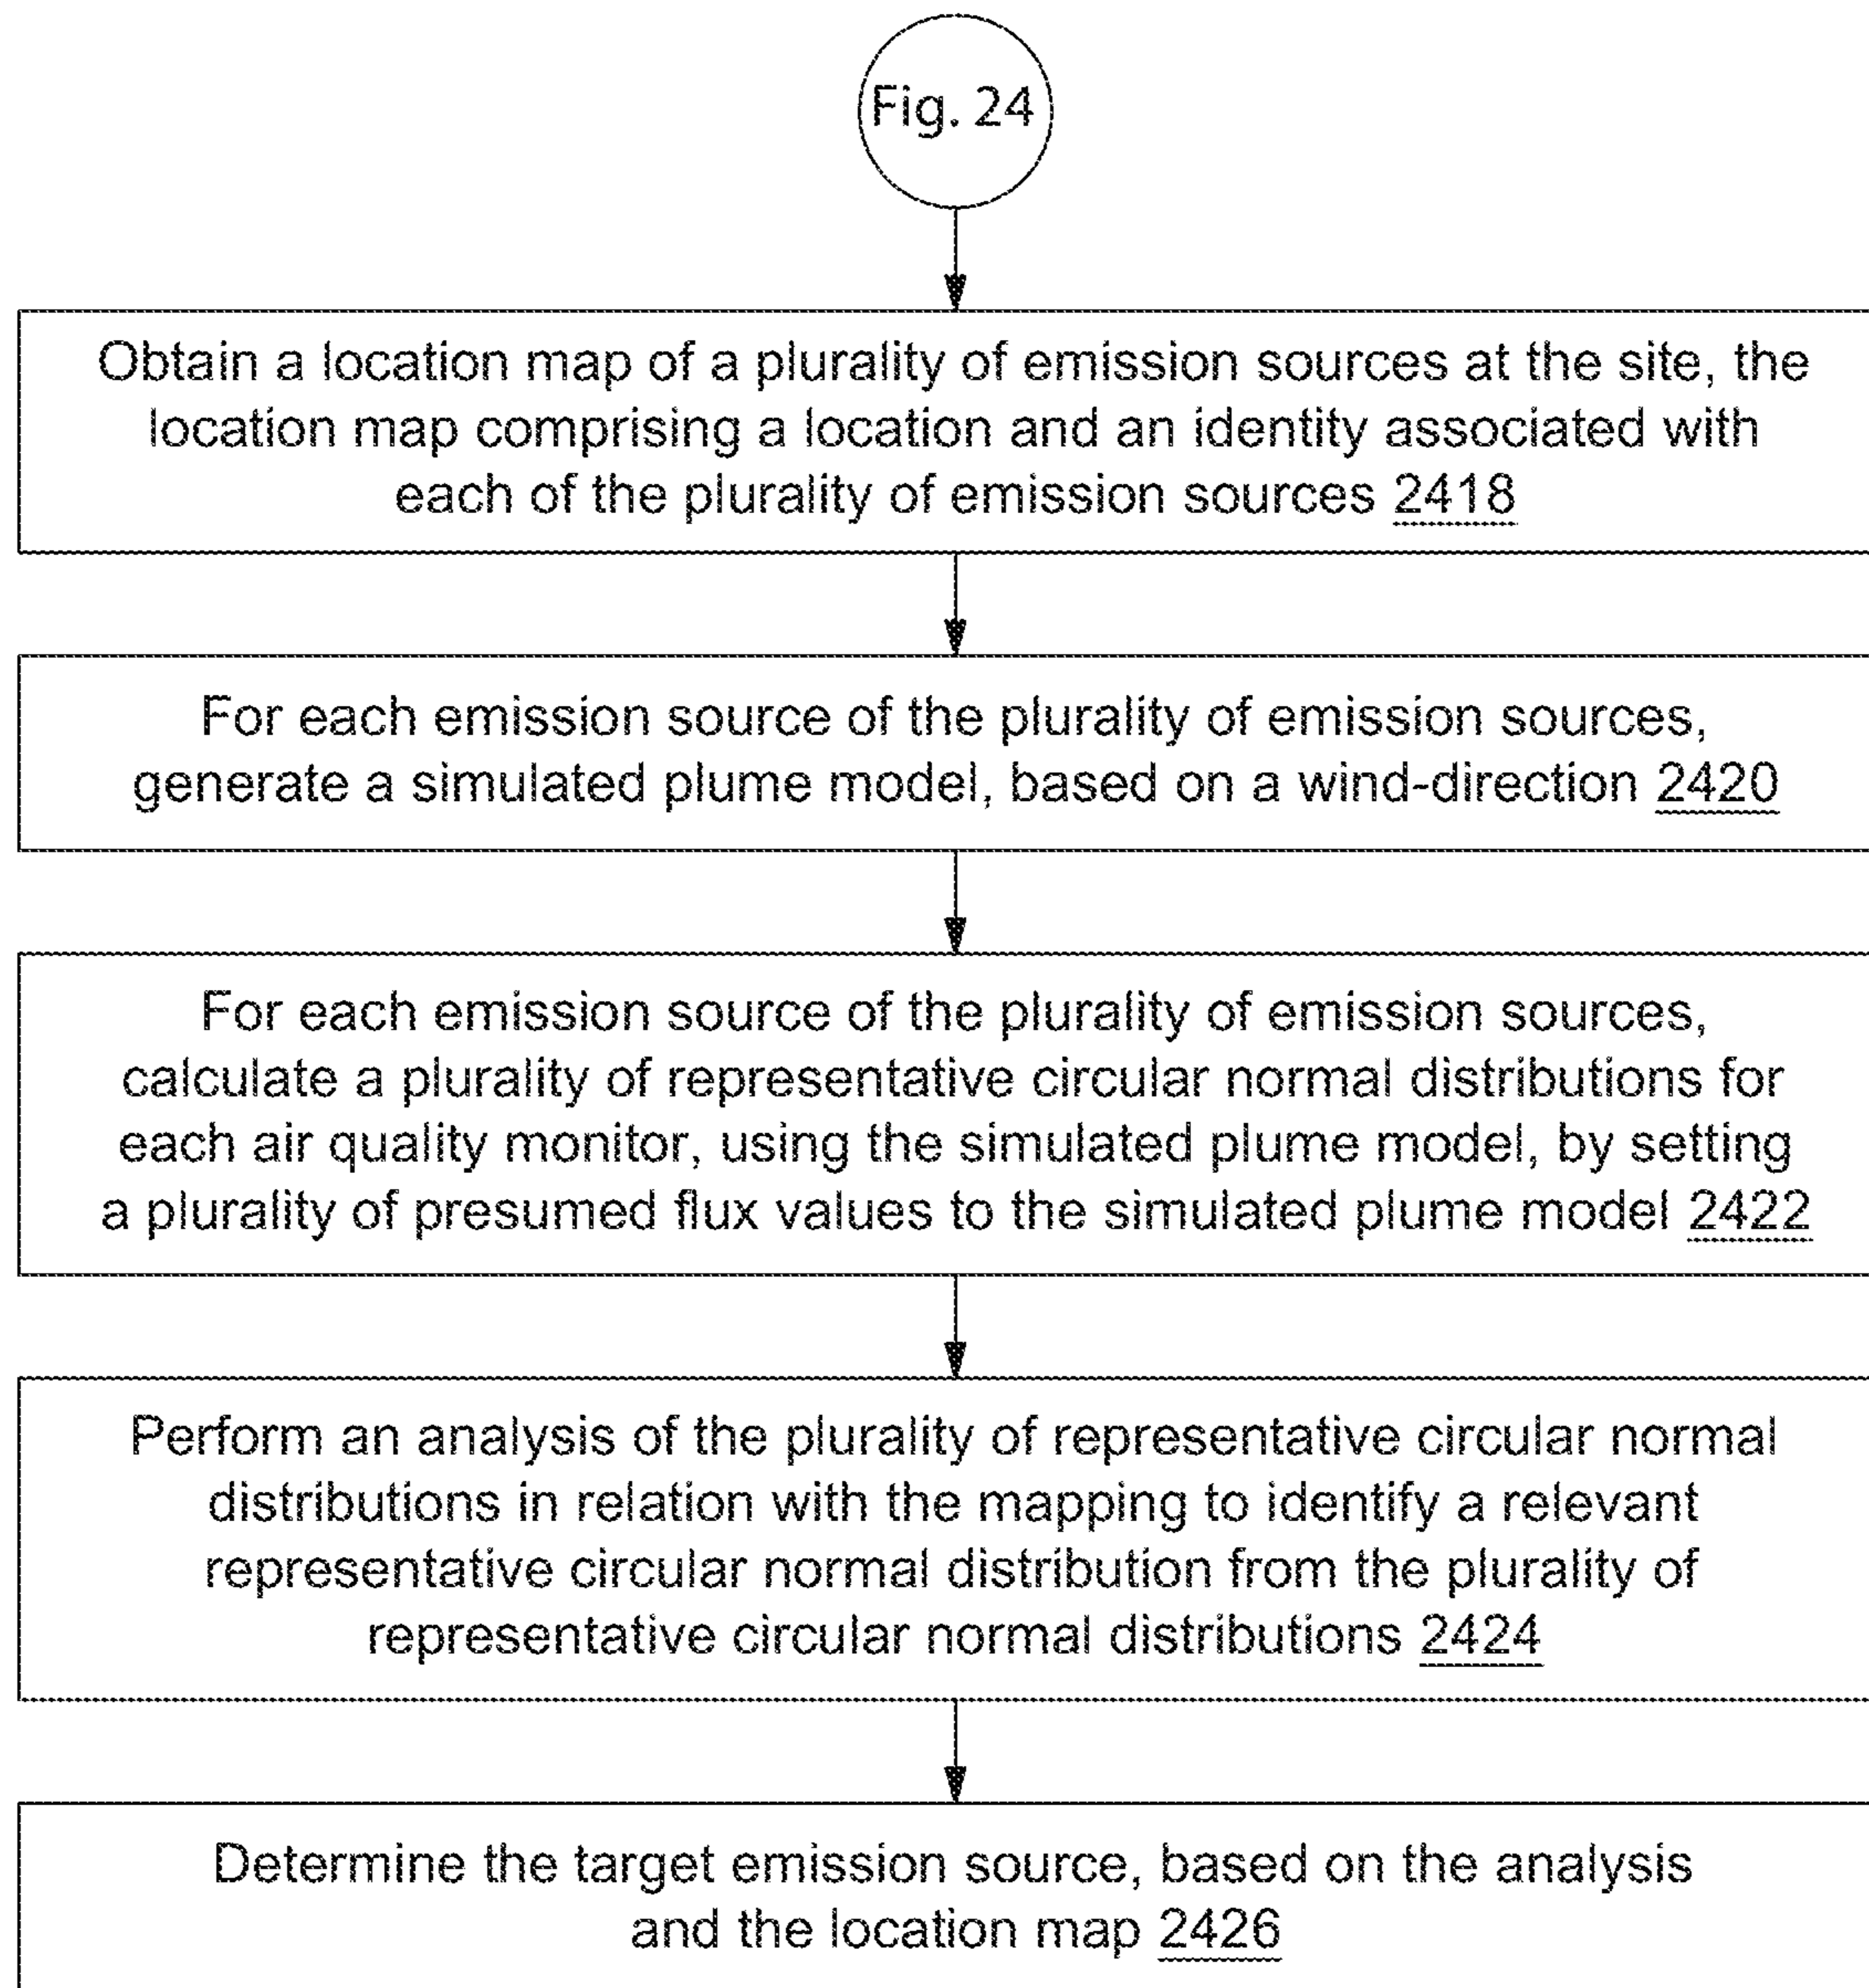 Fig. 24
Obtain a location map of a plurality of emission sources at the site, the
location map comprising a location and an identity associated with
each of the plurality of emission sources 2418
For each emission source of the plurality of emission sources,
generate a simulated plume model, based on a wind-direction 2420
For each emission source of the plurality of emission sources,
calculate a plurality of representative circular normal distributions for
each air quality monitor, using the simulated plume model, by setting
a plurality of presumed flux values to the simulated plume model 2422
Perform an analysis of the plurality of representative circular normal
distributions in relation with the mapping to identify a relevant
representative circular normal distribution from the plurality of
representative circular normal distributions 2424
Determine the target emission source, based on the analysis
and the location map 2426